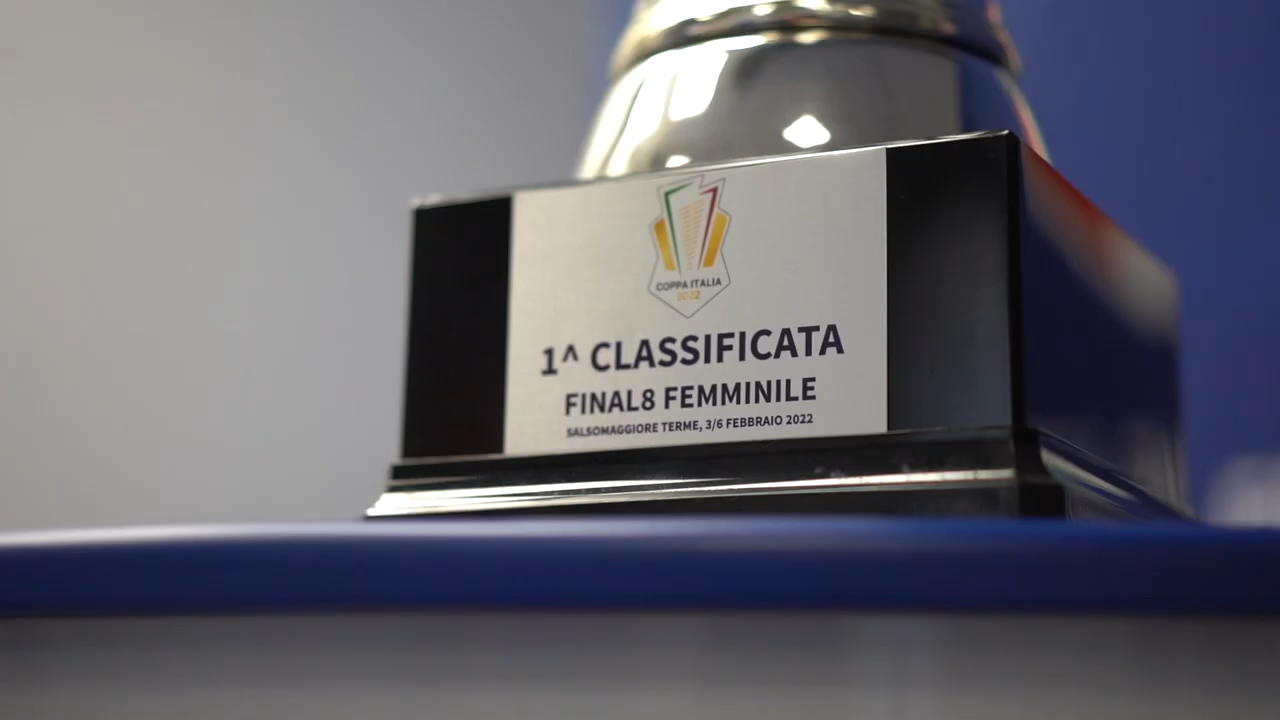 COPPA ITALIA
2022
1^ CLASSIFICATA
FINAL8 FEMMINILE
SALSOMAGGIORE TERME, 3/6 FEBBRAIO 2022